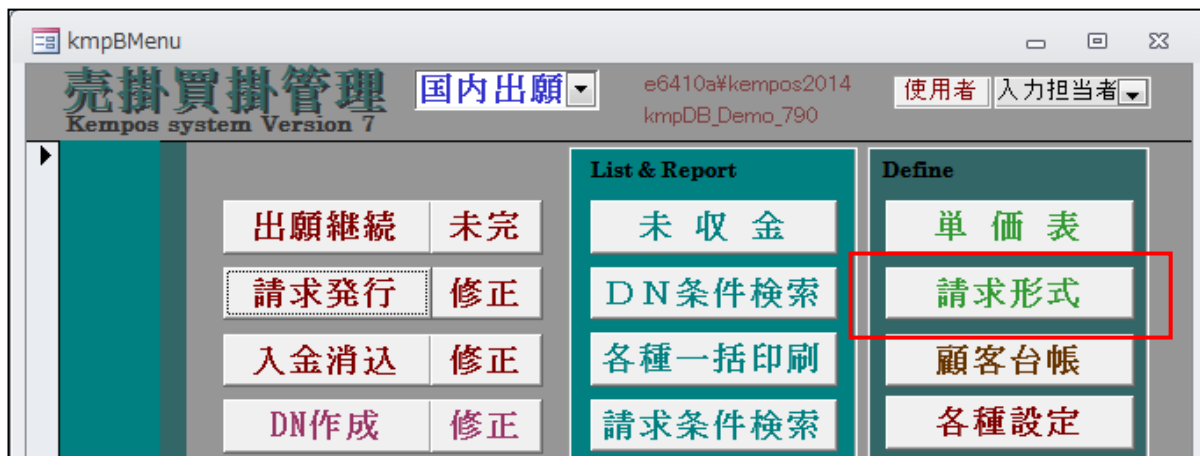 kmpBMenu
売掛買掛管理
Kempos system Version 7
国内出願
e6410a¥kempos2014
kmpDB_Demo_790
使用者
入力担当者
List & Report
Define
出願継続 未完
未収金
単価表
請求発行 修正
DN条件検索
請求形式
入金消込 修正
各種一括印刷
顧客台帳
DN作成 修正
請求条件検索
各種設定